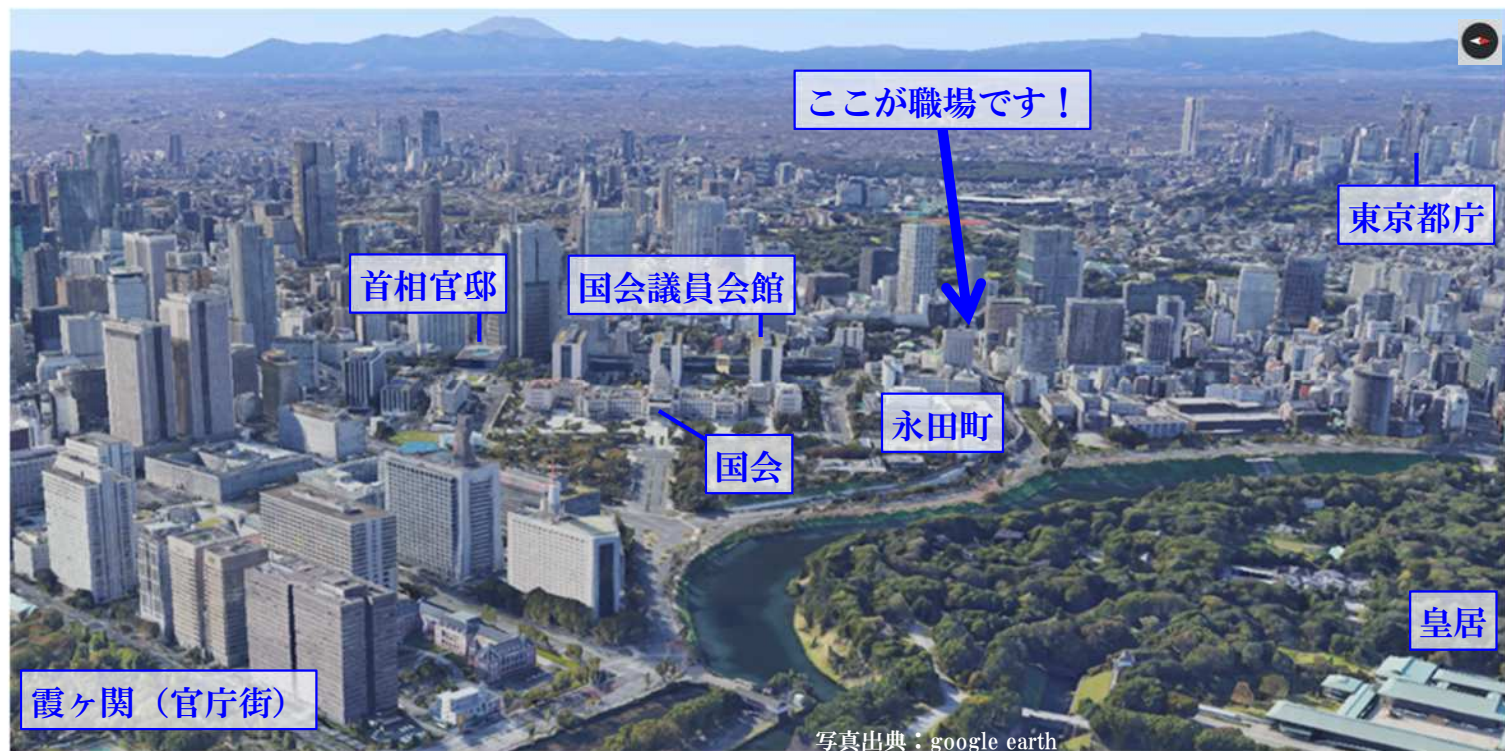 ここが職場です！
東京都庁
首相官邸
国会議員会館
永田町
国会
皇居
霞ヶ関（官庁街）
写真出典：google earth